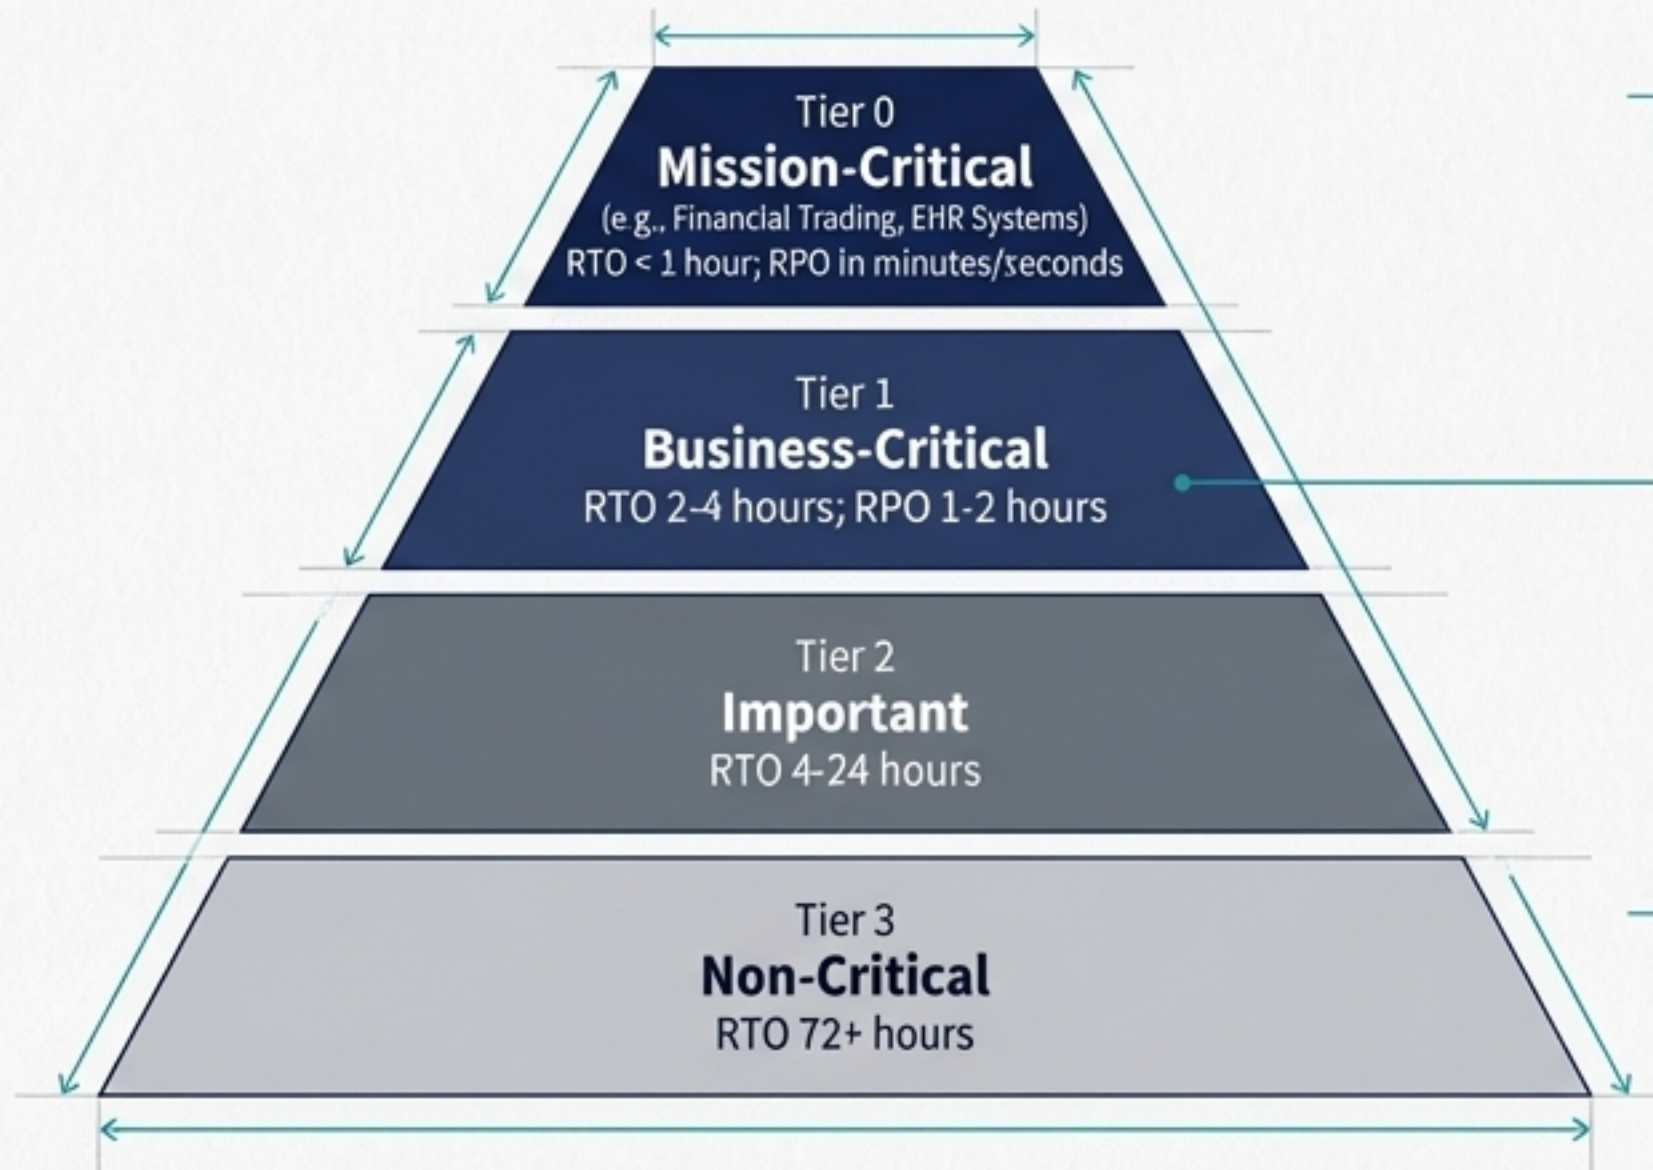 Tier 0
Mission-Critical
(e.g., Financial Trading, EHR Systems)
RTO < 1 hour; RPO in minutes/seconds
Tier 1
Business-Critical
RTO 2-4 hours; RPO 1-2 hours
Tier 2
Important
RTO 4-24 hours
Tier 3
Non-Critical
RTO 72+ hours